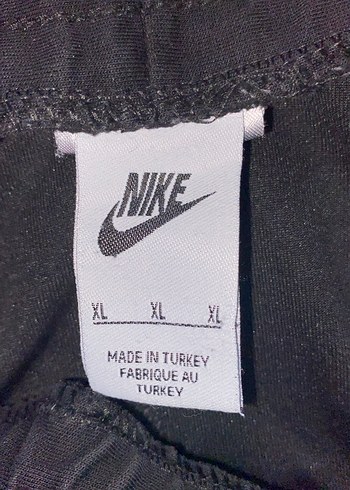 NIKE
XL XL XL
MADE IN TURKEY
FABRIQUE AU
TURKEY